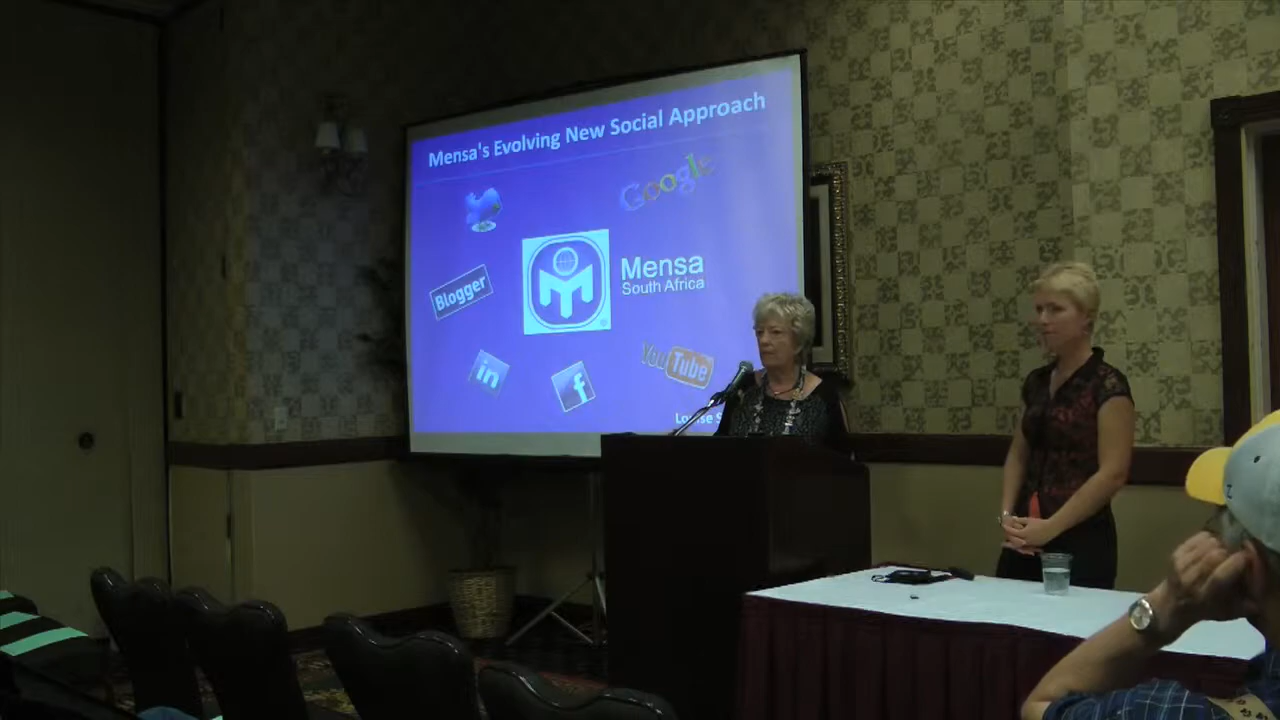 Mensa's Evolving New Social Approach
Google
Mensa
South Africa
Blogger
in
f
YouTube